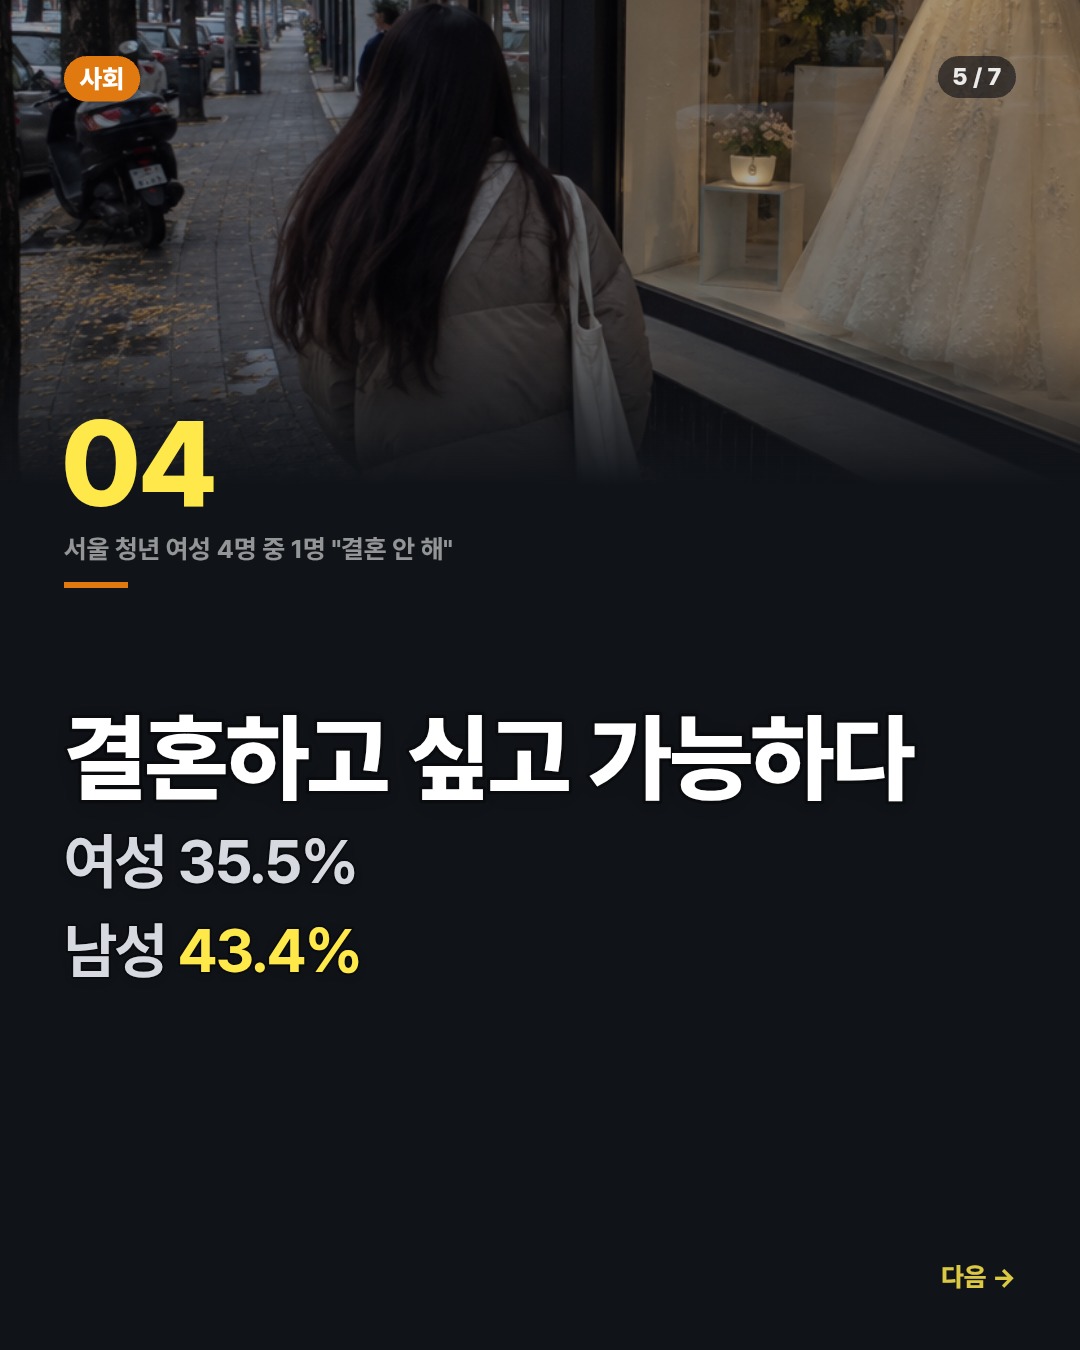 사회
5 / 7
04
서울 청년 여성 4명 중 1명 "결혼 안 해"
결혼하고 싶고 가능하다
여성 35.5%
남성 43.4%
다음 →